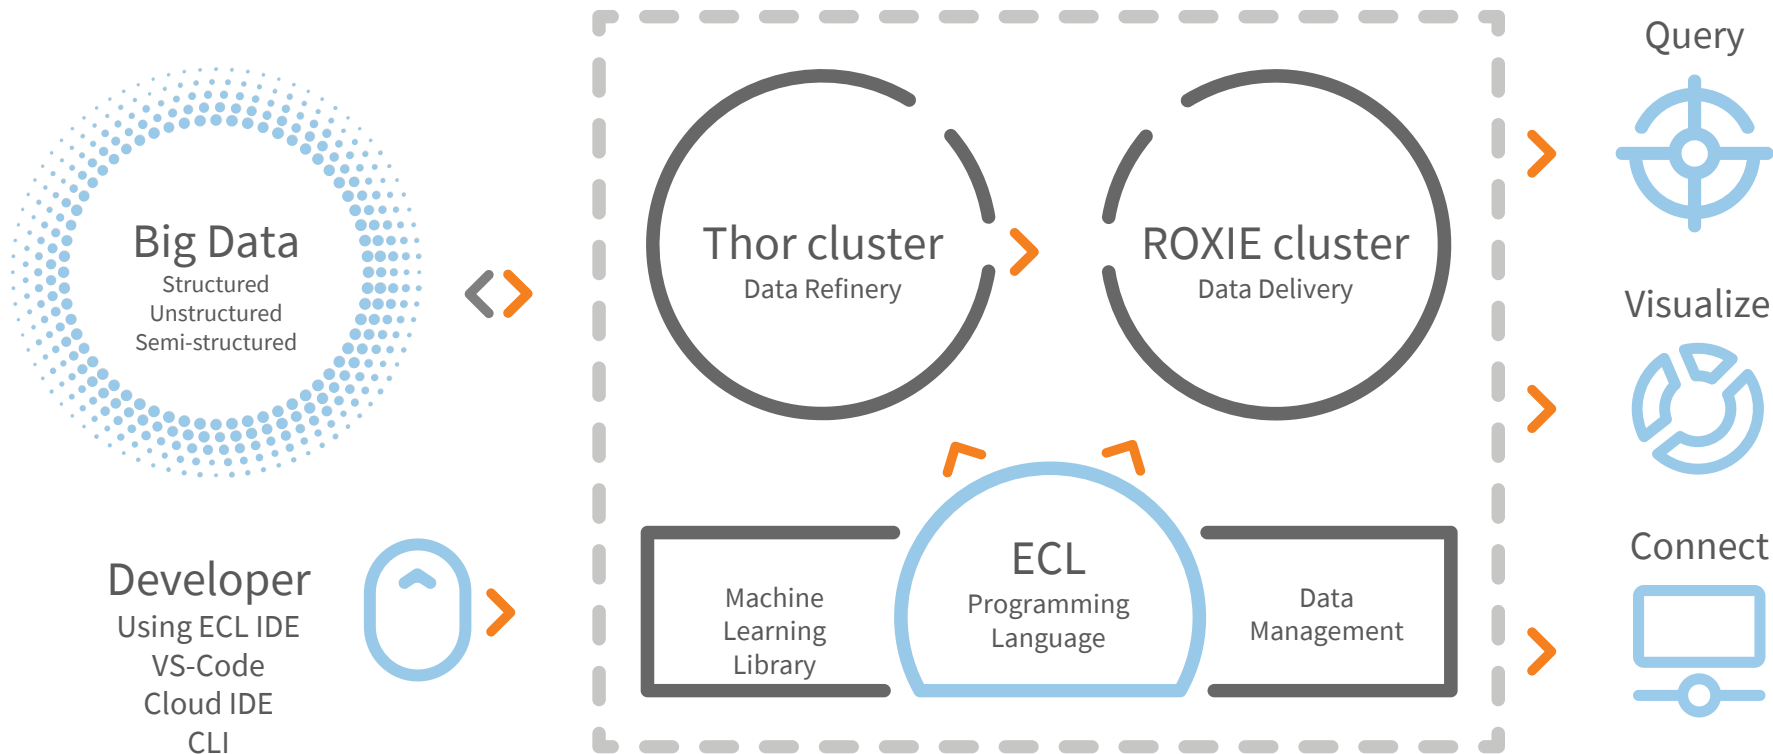 Big Data
Structured
Unstructured
Semi-structured
Developer
Using ECL IDE
VS-Code
Cloud IDE
CLI
Thor cluster
Data Refinery
ROXIE cluster
Data Delivery
Machine
Learning
Library
ECL
Programming
Language
Data
Management
Query
Visualize
Connect